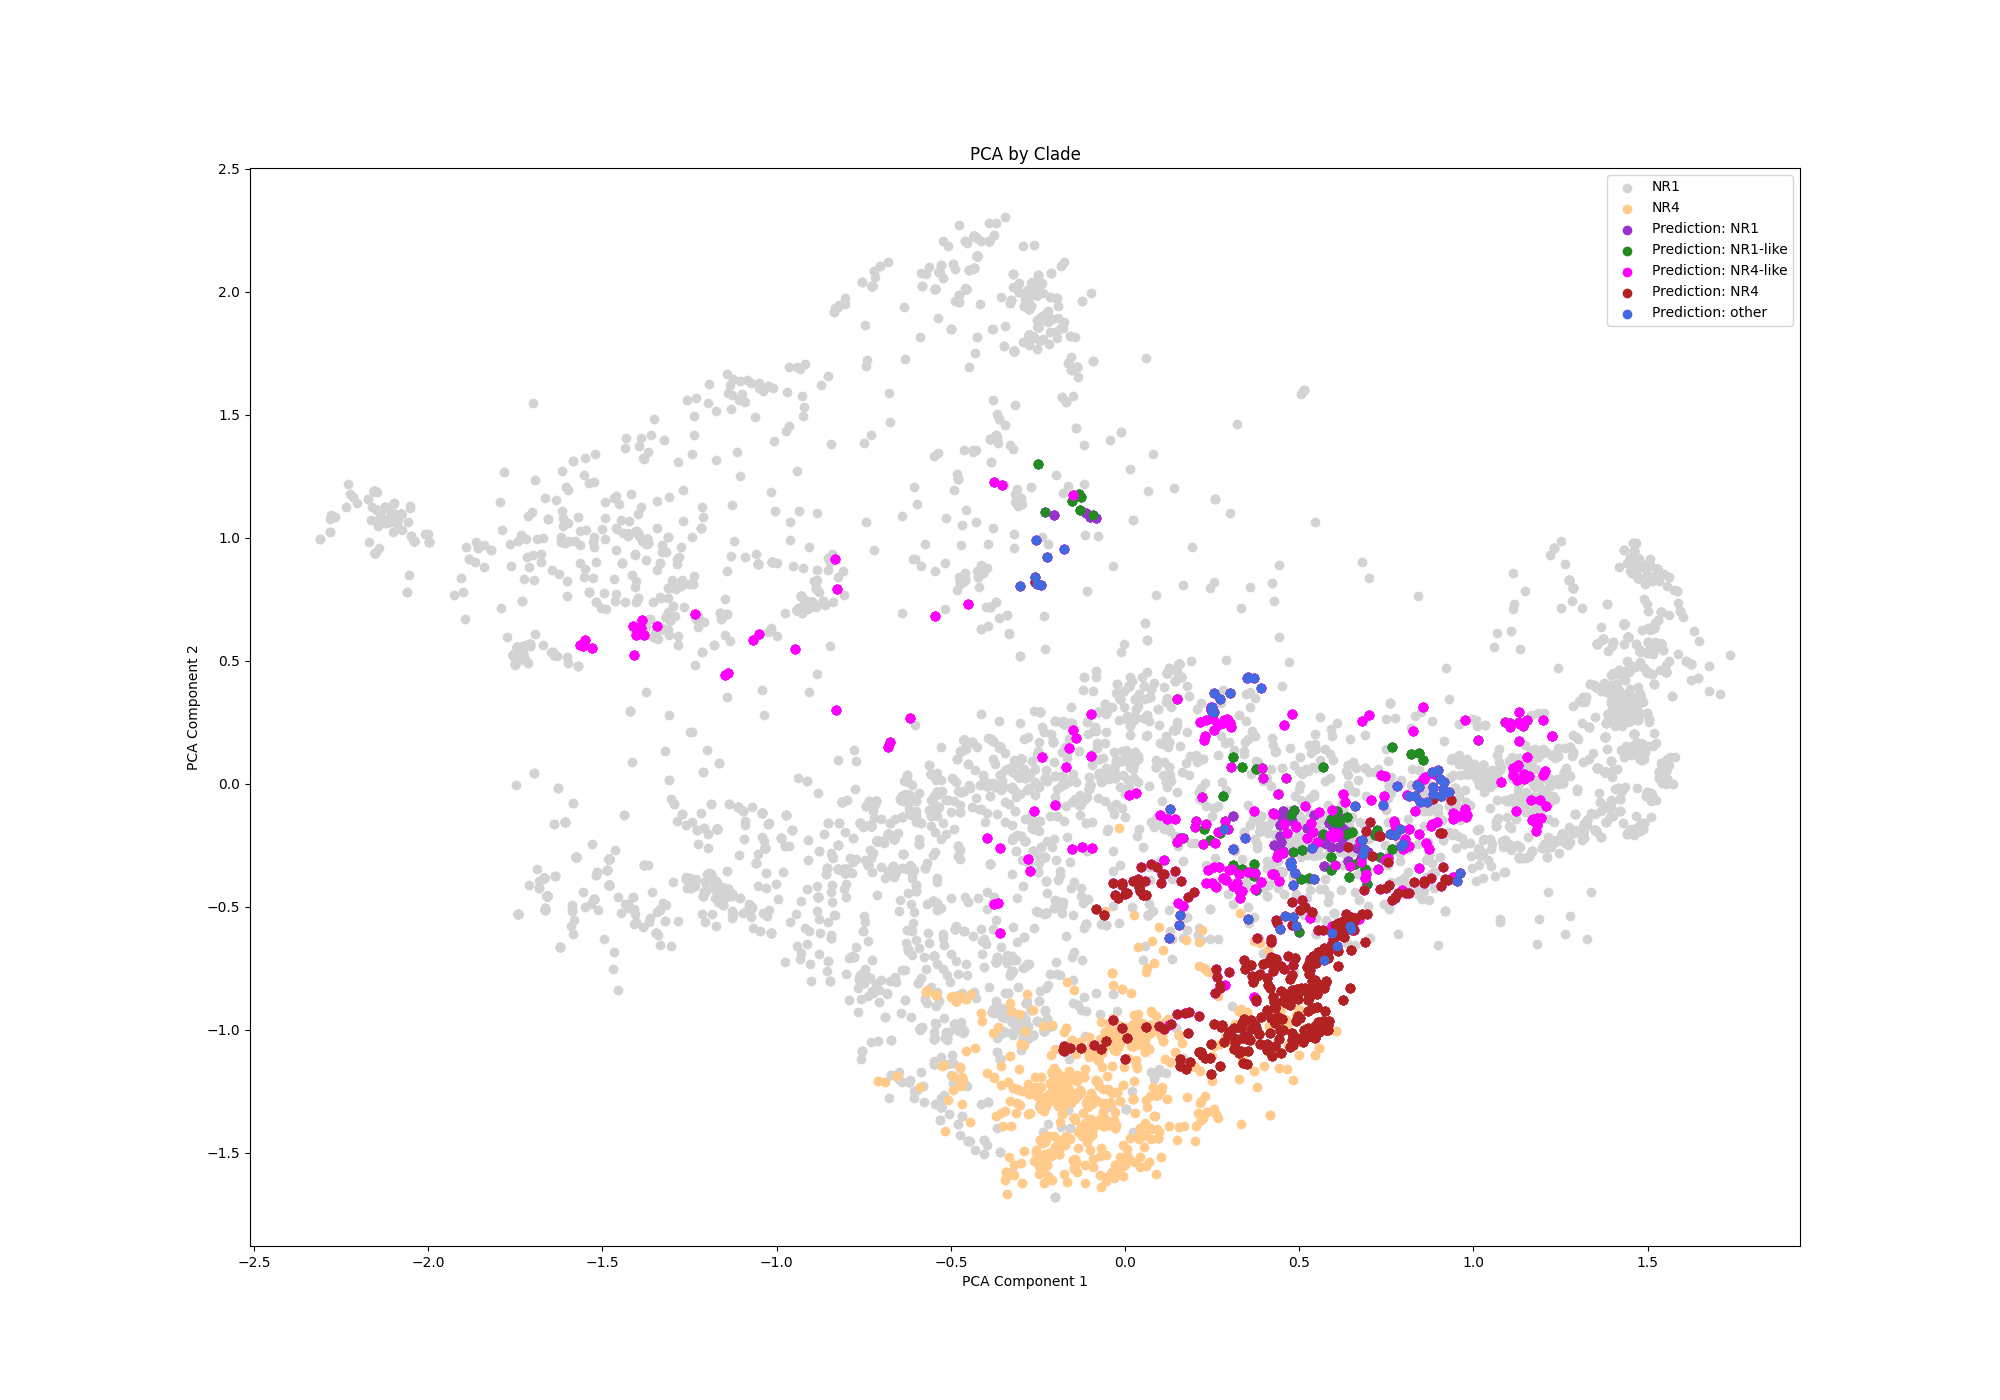 PCA by Clade
NR1
NR4
Prediction: NR1
Prediction: NR1-like
Prediction: NR4-like
Prediction: NR4
Prediction: other
PCA Component 2
2.5
2.0
1.5
1.0
0.5
0.0
−0.5
−1.0
−1.5
−2.5
−2.0
−1.5
−1.0
−0.5
0.0
0.5
1.0
1.5
PCA Component 1